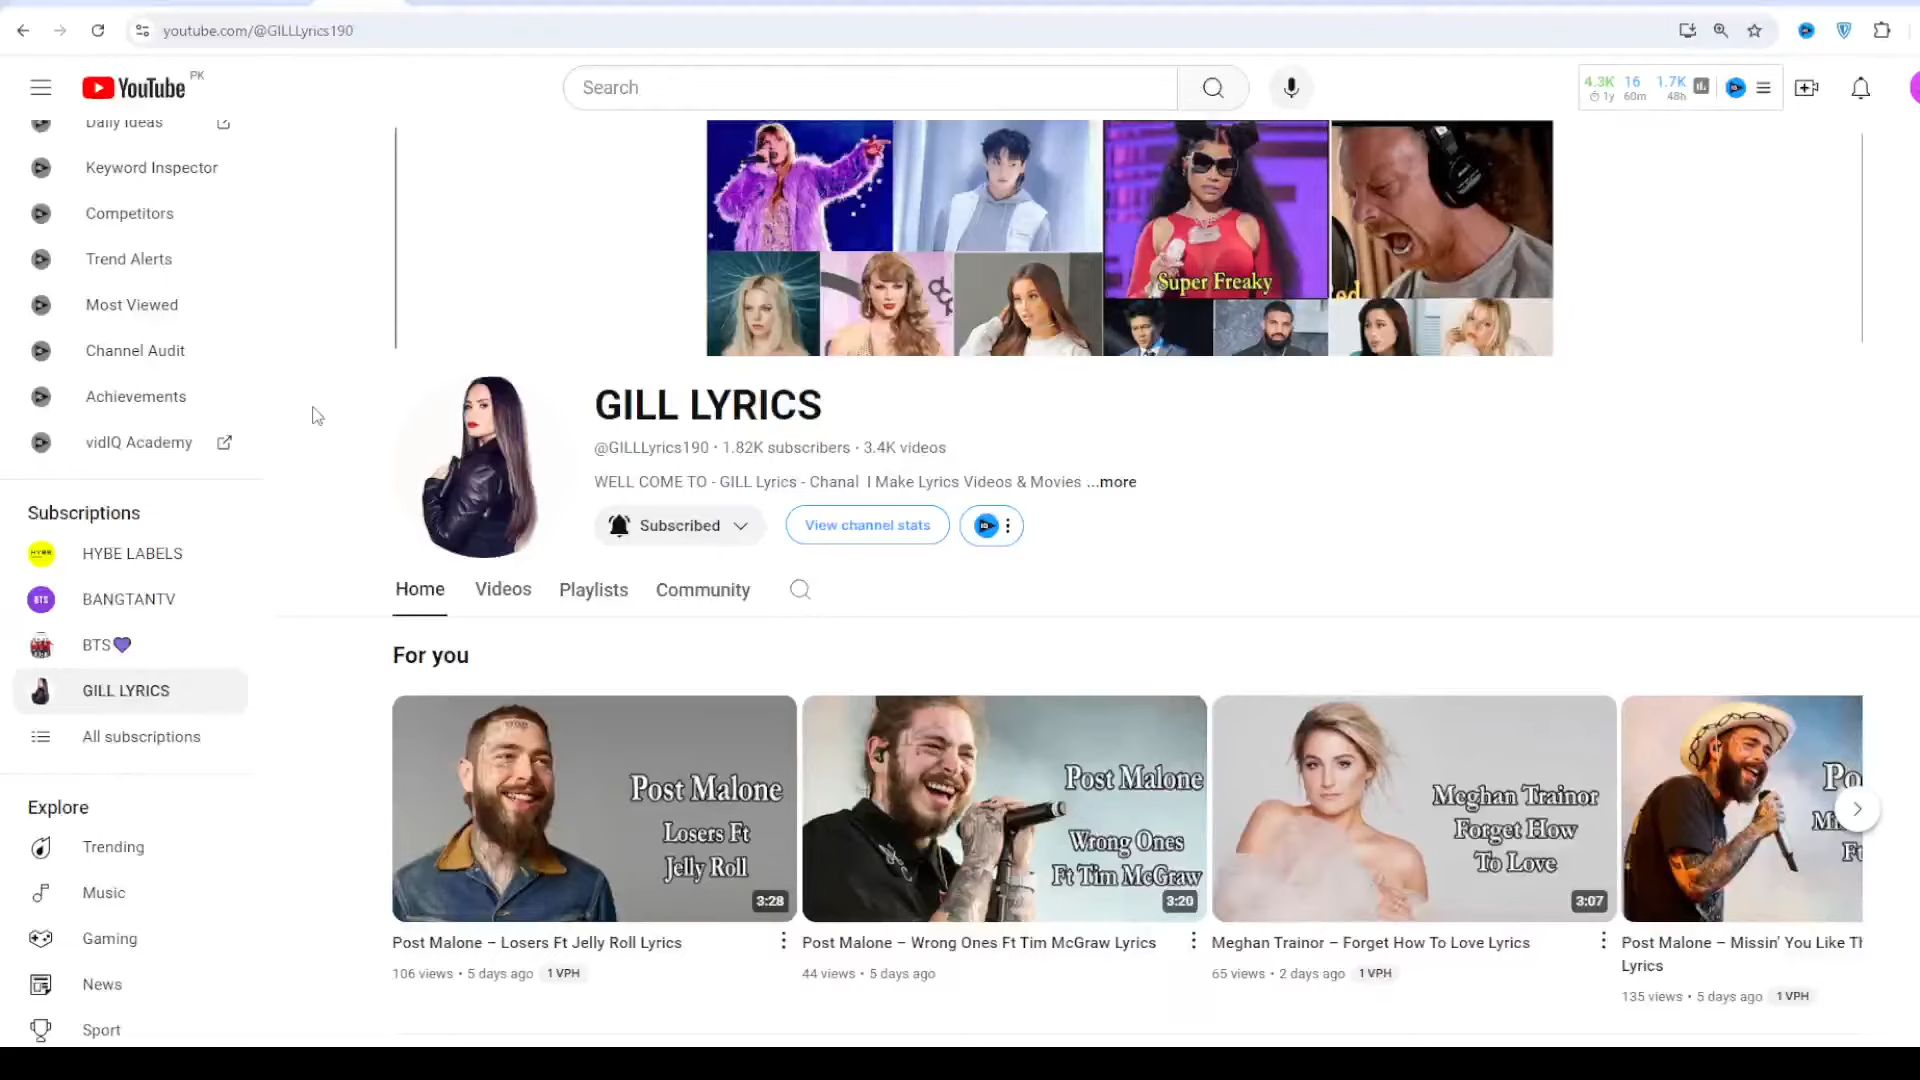 youtube.com/@GILLLyrics190
YouTube PK
Search
4.3K 16 1.7K
1y 60m 48h
Daily Ideas
Keyword Inspector
Competitors
Trend Alerts
Most Viewed
Channel Audit
Achievements
vidIQ Academy
Subscriptions
HYBE LABELS
BANGTANTV
BTS💜
GILL LYRICS
All subscriptions
Explore
Trending
Music
Gaming
News
Sport
Super Freaky
GILL LYRICS
@GILLLyrics190 • 1.82K subscribers • 3.4K videos
WELL COME TO - GILL Lyrics - Chanal I Make Lyrics Videos & Movies ...more
Subscribed
View channel stats
Home Videos Playlists Community
For you
Post Malone
Losers Ft
Jelly Roll
3:28
Post Malone – Losers Ft Jelly Roll Lyrics
106 views • 5 days ago 1 VPH
Post Malone
Wrong Ones
Ft Tim McGraw
3:20
Post Malone – Wrong Ones Ft Tim McGraw Lyrics
44 views • 5 days ago
Meghan Trainor
Forget How
To Love
3:07
Meghan Trainor – Forget How To Love Lyrics
65 views • 2 days ago 1 VPH
Po
Mi
Ft
Post Malone – Missin' You Like Th
Lyrics
135 views • 5 days ago 1 VPH